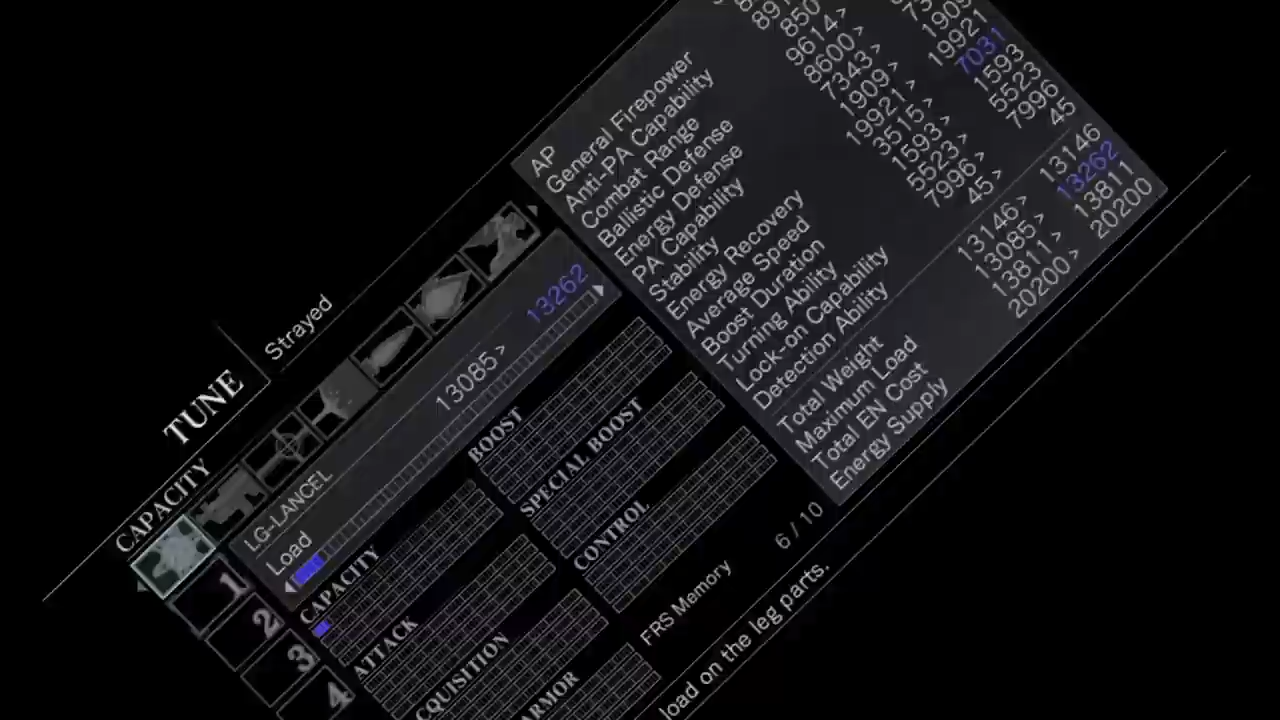 TUNE
Strayed
CAPACITY
1
2
3
4
LG-LANCEL
Load
13085> 13262
CAPACITY
ATTACK
BOOST
SPECIAL BOOST
CONTROL
FRS Memory 6 / 10
load on the leg parts.
AP
General Firepower
Anti-PA Capability
Combat Range
Ballistic Defense 9614>
Energy Defense 8600>
PA Capability 7343>
Stability 1909> 1909
Energy Recovery 19921> 19921
Average Speed 3515> 7031
Boost Duration 1593> 1593
Turning Ability 5523> 5523
Lock-on Capability 7996> 7996
Detection Ability 45> 45
Total Weight 13146> 13146
Maximum Load 13085> 13262
Total EN Cost 13811> 13811
Energy Supply 20200> 20200